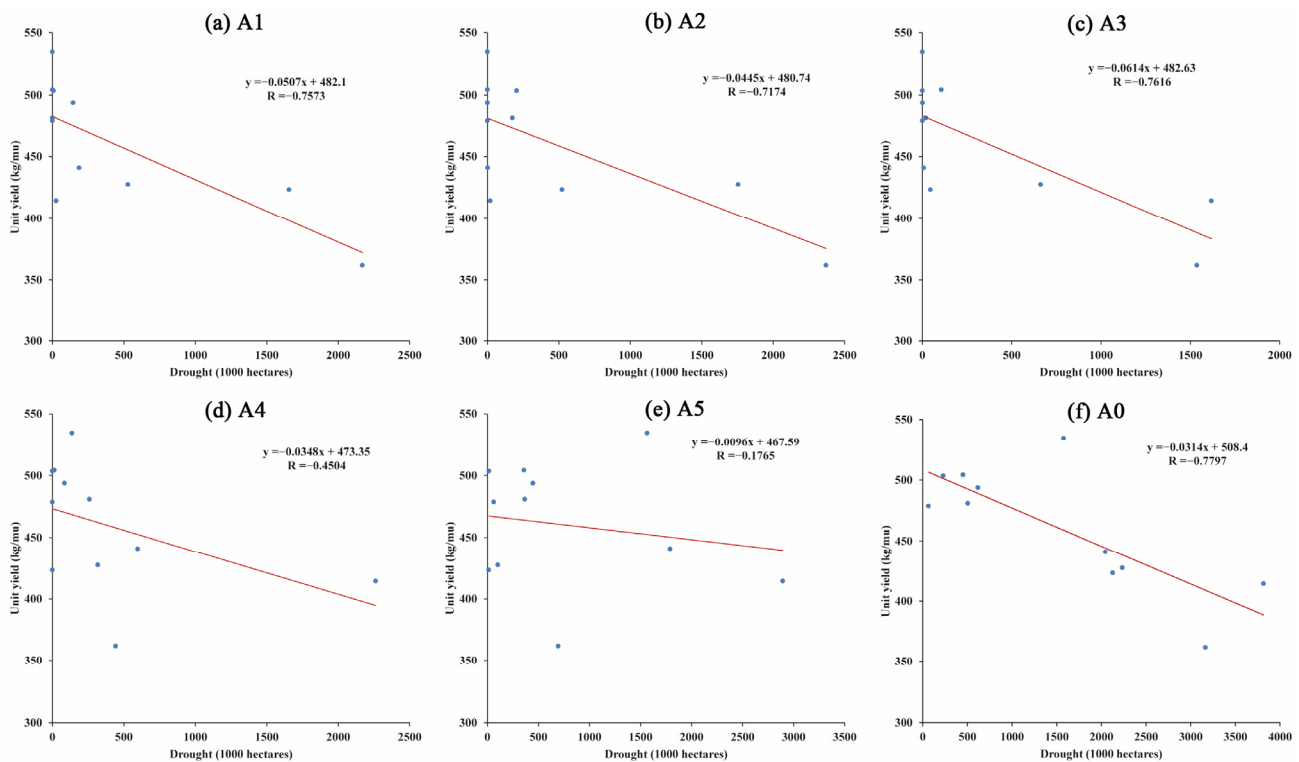 (a) A1
550
500
450
400
350
300
Unit yield (kg/mu)
y =−0.0507x + 482.1
R =−0.7573
0 500 1000 1500 2000 2500
Drought (1000 hectares)
(b) A2
550
500
450
400
350
300
Unit yield (kg/mu)
y =−0.0445x + 480.74
R =−0.7174
0 500 1000 1500 2000 2500
Drought (1000 hectares)
(c) A3
550
500
450
400
350
300
Unit yield (kg/mu)
y =−0.0614x + 482.63
R =−0.7616
0 500 1000 1500 2000
Drought (1000 hectares)
(d) A4
550
500
450
400
350
300
Unit yield (kg/mu)
y =−0.0348x + 473.35
R =−0.4504
0 500 1000 1500 2000 2500
Drought (1000 hectares)
(e) A5
550
500
450
400
350
300
Unit yield (kg/mu)
y =−0.0096x + 467.59
R =−0.1765
0 500 1000 1500 2000 2500 3000 3500
Drought (1000 hectares)
(f) A0
550
500
450
400
350
300
Unit yield (kg/mu)
y =−0.0314x + 508.4
R =−0.7797
0 500 1000 1500 2000 2500 3000 3500 4000
Drought (1000 hectares)